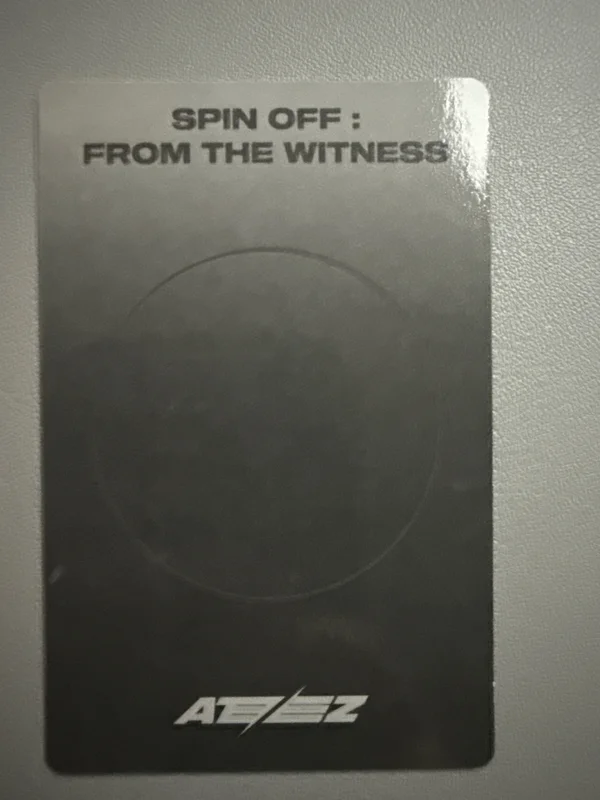 SPIN OFF :
FROM THE WITNESS
ATEEZ